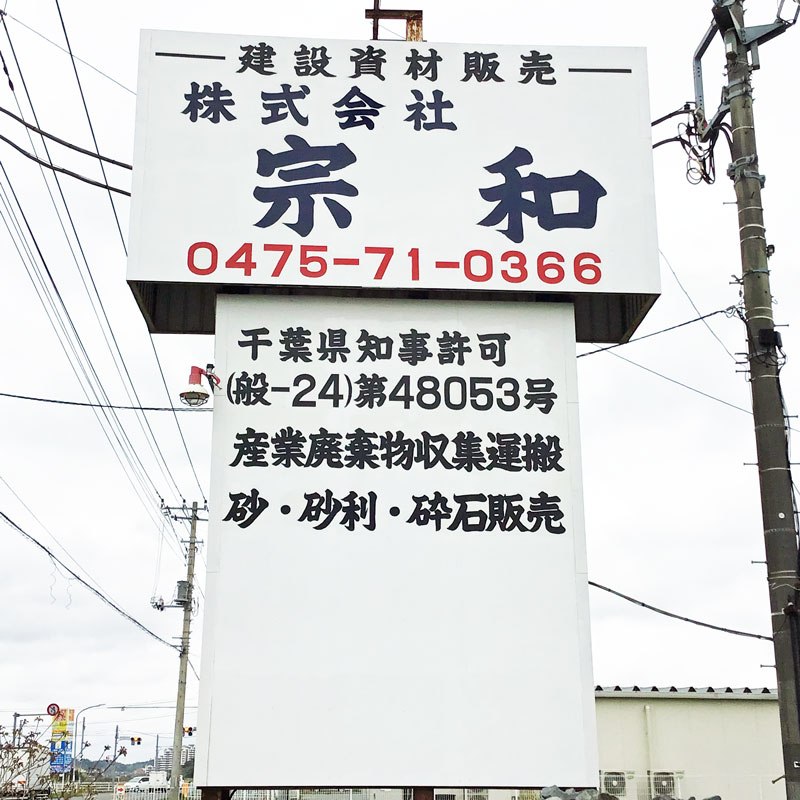 建設資材販売
株式会社
宗和
0475-71-0366
千葉県知事許可
(般-24)第48053号
産業廃棄物収集運搬
砂・砂利・砕石販売